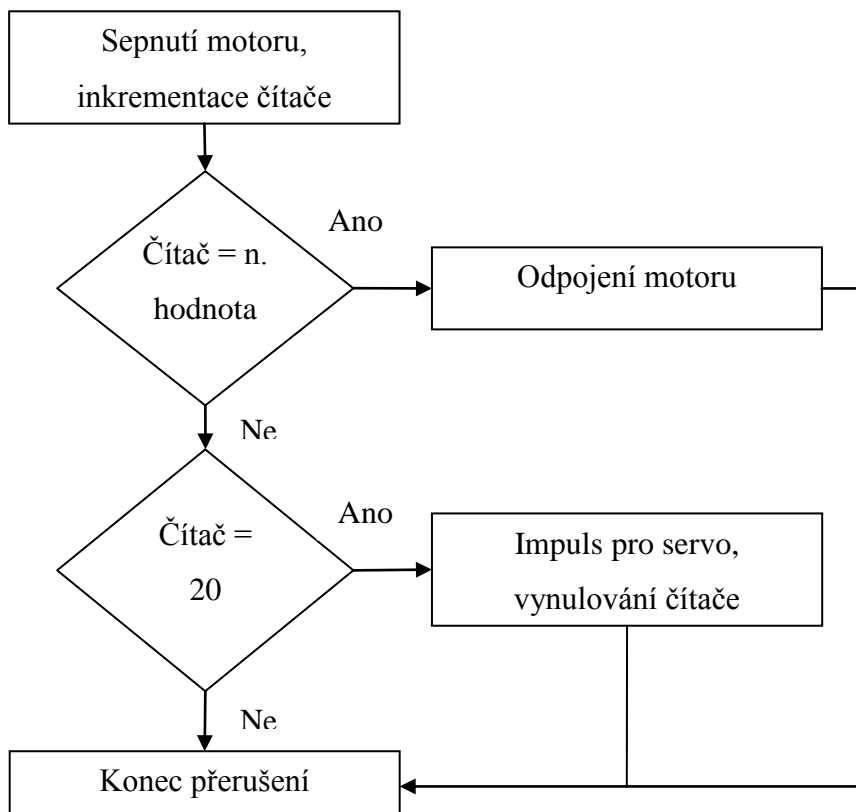 Sepnutí motoru,
inkrementace čítače
Ano
Čítač = n.
hodnota
Odpojení motoru
Ne
Ano
Čítač =
20
Impuls pro servo,
vynulování čítače
Ne
Konec přerušení